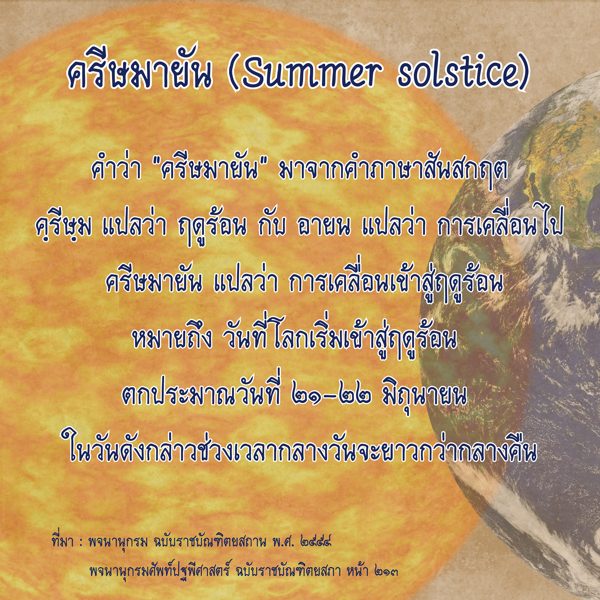 ครีษมายัน (Summer solstice)
คำว่า "ครีษมายัน" มาจากคำภาษาสันสกฤต
คฺรีษฺม แปลว่า ฤดูร้อน กับ อายน แปลว่า การเคลื่อนไป
ครีษมายัน แปลว่า การเคลื่อนเข้าสู่ฤดูร้อน
หมายถึง วันที่โลกเริ่มเข้าสู่ฤดูร้อน
ตกประมาณวันที่ ๒๑-๒๒ มิถุนายน
ในวันดังกล่าวช่วงเวลากลางวันจะยาวกว่ากลางคืน
ที่มา : พจนานุกรม ฉบับราชบัณฑิตยสถาน พ.ศ. ๒๕๕๔
พจนานุกรมศัพท์ปฐพีศาสตร์ ฉบับราชบัณฑิตยสภา หน้า ๒๑๓